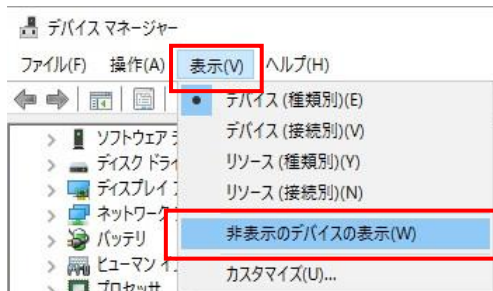 デバイス マネージャー
ファイル(F) 操作(A) 表示(V) ヘルプ(H)
デバイス (種類別)(E)
デバイス (接続別)(V)
リソース (種類別)(Y)
リソース (接続別)(N)
非表示のデバイスの表示(W)
カスタマイズ(U)...
ソフトウェア
ディスク
ディスプレイ
ネットワーク
バッテリ
ヒューマン
プロセッサ